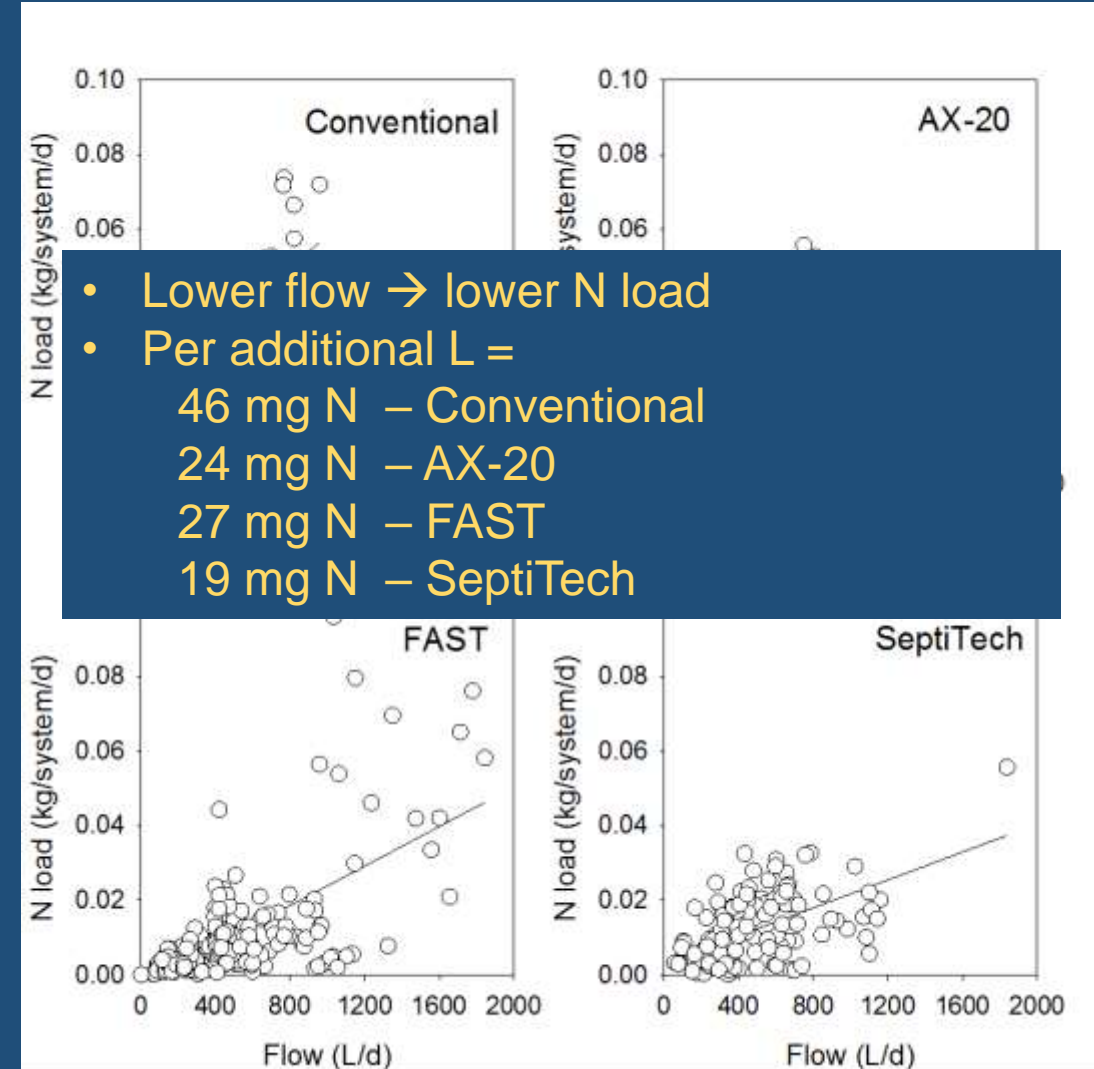 0.10
Conventional
0.08
0.06
N load (kg/system/d)
0.10
AX-20
0.08
0.06
system/d)
• Lower flow → lower N load
• Per additional L =
46 mg N – Conventional
24 mg N – AX-20
27 mg N – FAST
19 mg N – SeptiTech
FAST
0.08
0.06
0.04
0.02
0.00
N load (kg/system/d)
0 400 800 1200 1600 2000
Flow (L/d)
SeptiTech
0.08
0.06
0.04
0.02
0.00
N load (kg/system/d)
0 400 800 1200 1600 2000
Flow (L/d)